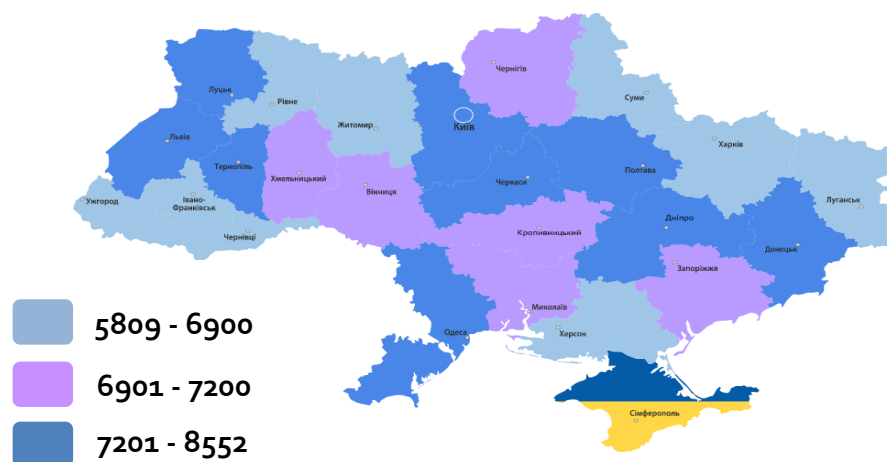 Чернігів
Луцьк
Рівне
Суми
Житомир
Київ
Львів
Харків
Тернопіль
Полтава
Хмельницький
Черкаси
Вінниця
Ужгород
Івано-
Франківськ
Луганськ
Дніпро
Чернівці
Кропивницький
Донецьк
Запоріжжя
Миколаїв
Одеса
Херсон
Сімферополь
5809 - 6900
6901 - 7200
7201 - 8552